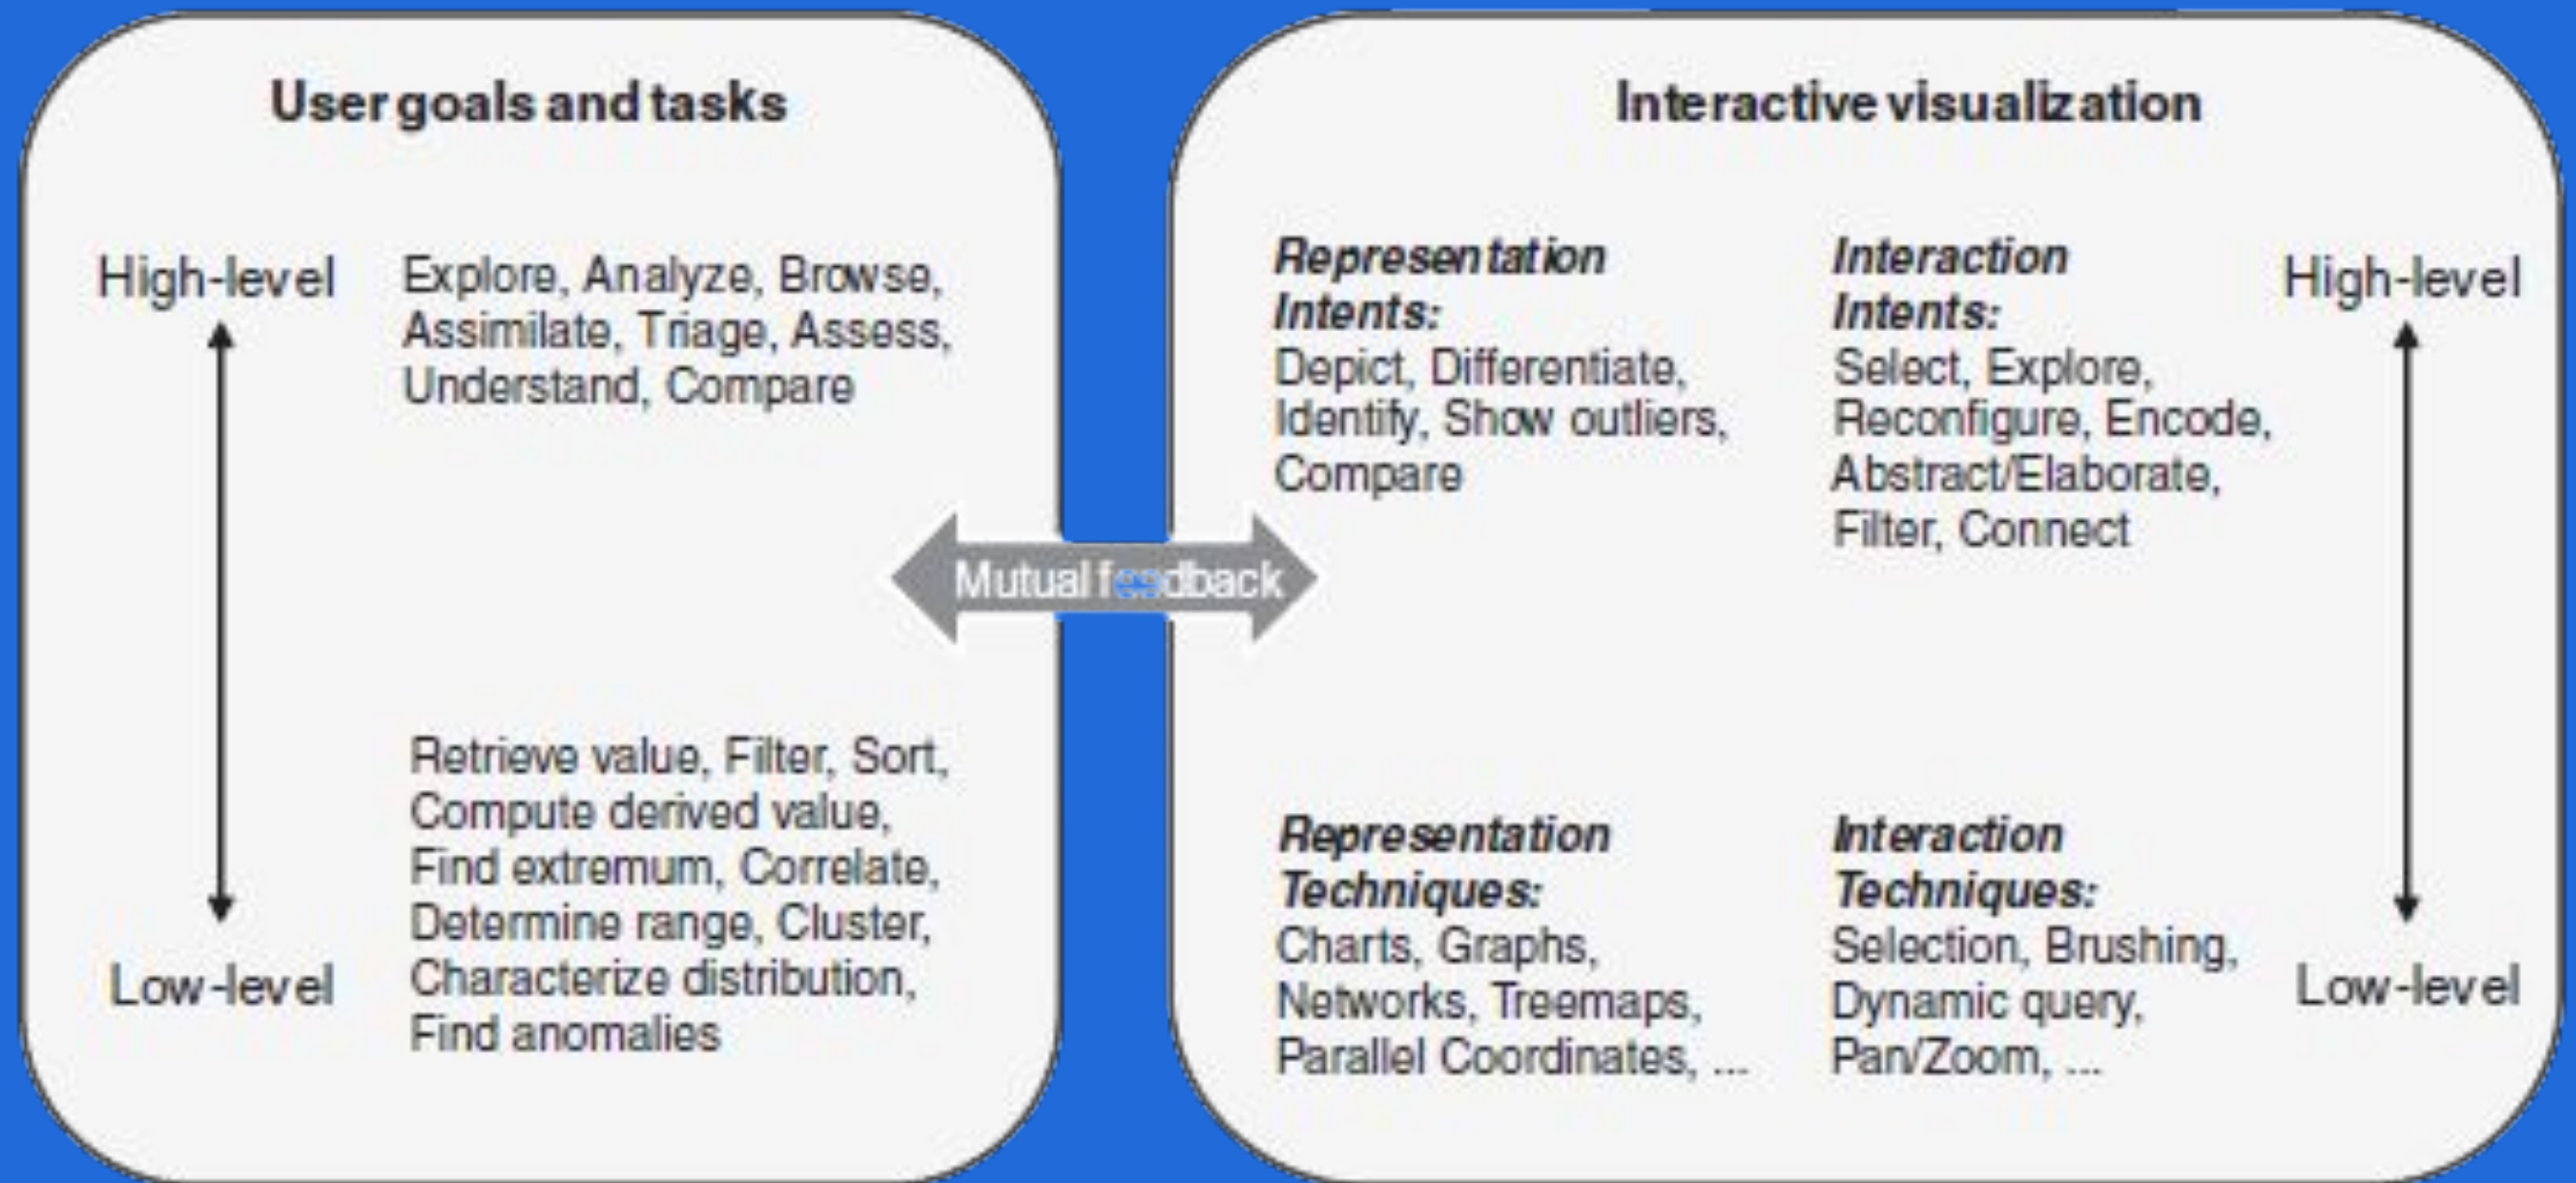 User goals and tasks
High-level
Explore, Analyze, Browse,
Assimilate, Triage, Assess,
Understand, Compare
Retrieve value, Filter, Sort,
Compute derived value,
Find extremum, Correlate,
Determine range, Cluster,
Characterize distribution,
Find anomalies
Low-level
Mutual feedback
Interactive visualization
Representation
Intents:
Depict, Differentiate,
Identify, Show outliers,
Compare
Interaction
Intents:
Select, Explore,
Reconfigure, Encode,
Abstract/Elaborate,
Filter, Connect
High-level
Representation
Techniques:
Charts, Graphs,
Networks, Treemaps,
Parallel Coordinates, ...
Interaction
Techniques:
Selection, Brushing,
Dynamic query,
Pan/Zoom, ...
Low-level